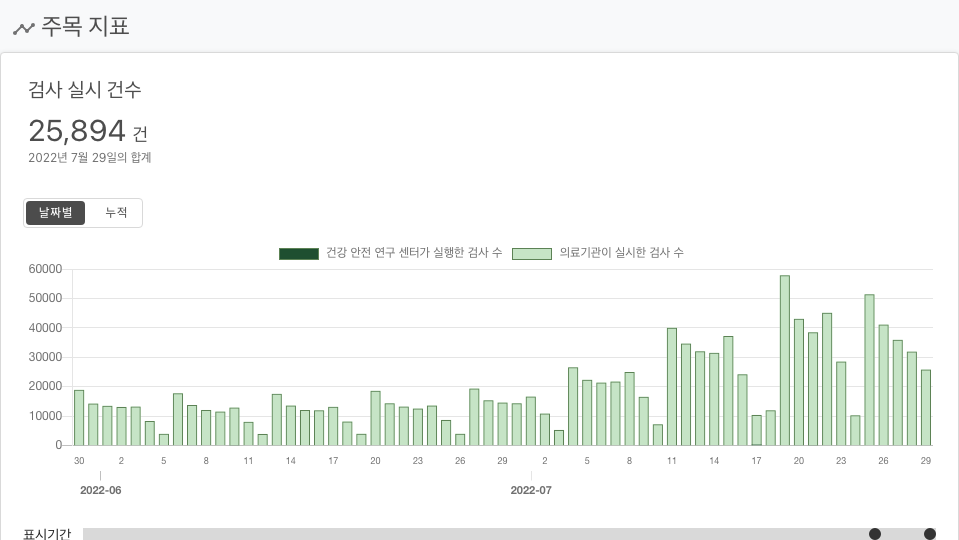 주목 지표
검사 실시 건수
25,894 건
2022년 7월 29일의 합계
날짜별 누적
건강 안전 연구 센터가 실행한 검사 수 의료기관이 실시한 검사 수
60000
50000
40000
30000
20000
10000
0
30 2 5 8 11 14 17 20 23 26 29 2 5 8 11 14 17 20 23 26 29
2022-06 2022-07
표시기간